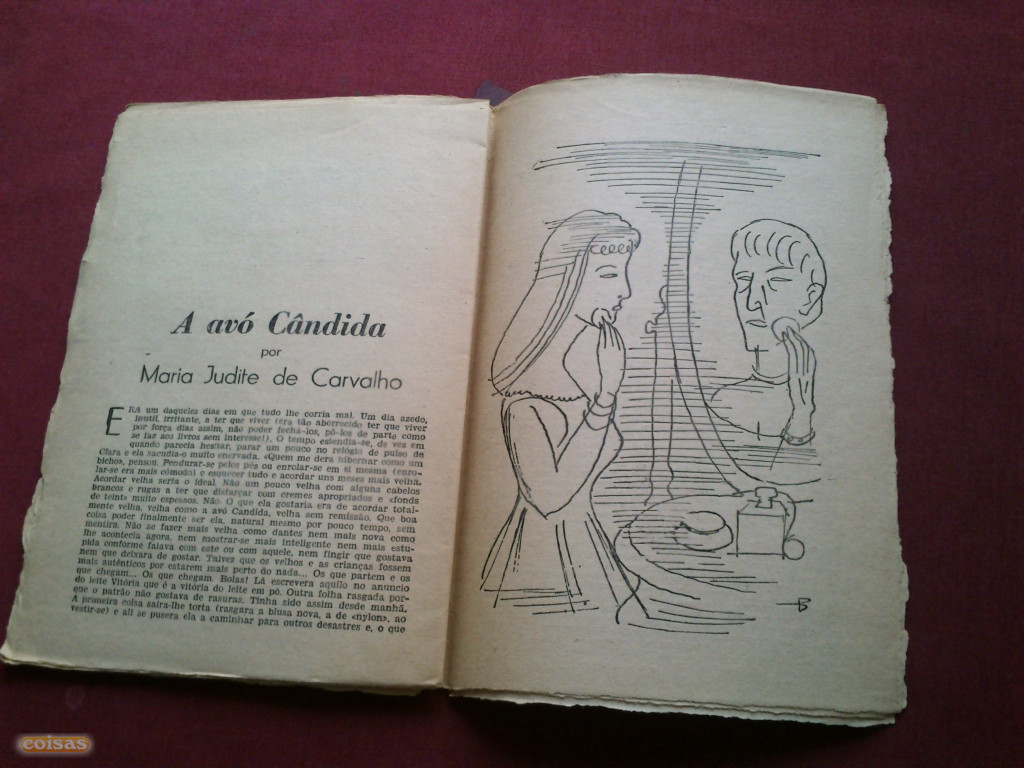 A avó Cândida
por
Maria Judite de Carvalho
ERA um daqueles dias em que tudo lhe corria mal. Um dia azedo,
inutil, irritante, a ter que viver (era tão aborrecido ter que viver
por força dias assim, não poder fechá-los, pô-los de parte como
se faz aos livros sem interesse!). O tempo estendia-se, de vez em
quando parecia hesitar, parar um pouco no relógio de pulso de
Clara e ela sacudia-o muito enervada. «Quem me dera hibernar como um
bicho», pensou. Pendurar-se pelos pés ou enrolar-se em si mesma (enro-
lar-se era mais cómodo) e esquecer tudo e acordar uns meses mais velha.
Acordar velha seria o ideal. Não um pouco velha com alguns cabelos
brancos e rugas a ter que disfarçar com cremes apropriados e «fonds
de teint» muito espessos. Não. O que ela gostaria era de acordar total-
mente velha, velha como a avó Candida, velha sem remissão. Que boa
coisa poder finalmente ser ela, natural mesmo por pouco tempo, sem
mentira. Não se fazer mais velha como dantes nem mais nova como
lhe acontecia agora, nem mostrar-se mais inteligente nem mais estu-
pida conforme falava com este ou com aquele, nem fingir que gostava
nem que deixara de gostar. Talvez que os velhos e as crianças fossem
mais autênticos por estarem mais perto do nada... Os que partem e os
que chegam... Os que chegam. Bolas! Lá escrevera aquilo no anuncio
do leite Vitória que é a vitória do leite em pó. Outra folha rasgada por-
que o patrão não gostava de rasuras. Tinha sido assim desde manhã.
A primeira coisa saira-lhe torta (rasgara a blusa nova, a de «nylon», ao
vestir-se) e ali se pusera ela a caminhar para outros desastres e, o que
coisas